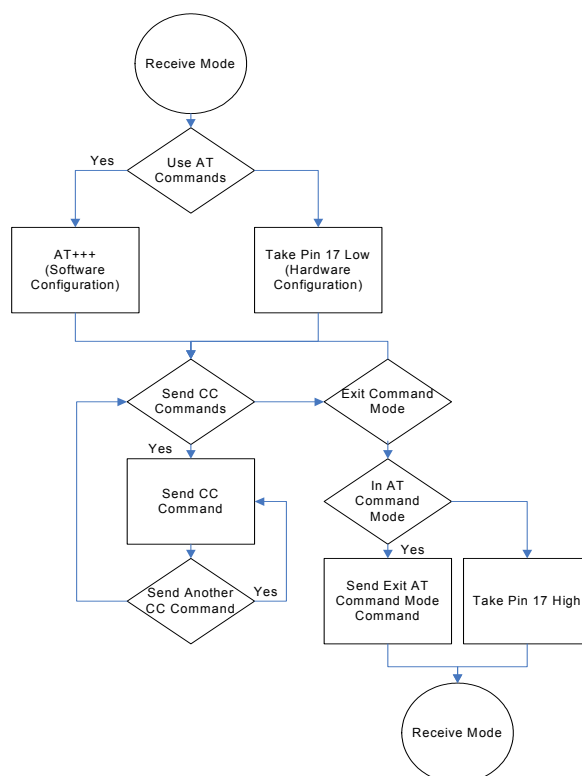 Receive Mode
Use AT
Commands
Yes
AT+++
(Software
Configuration)
Take Pin 17 Low
(Hardware
Configuration)
Send CC
Commands
Exit Command
Mode
Yes
Send CC
Command
In AT
Command
Mode
Yes
Send Another
CC Command
Yes
Send Exit AT
Command Mode
Command
Take Pin 17 High
Receive Mode